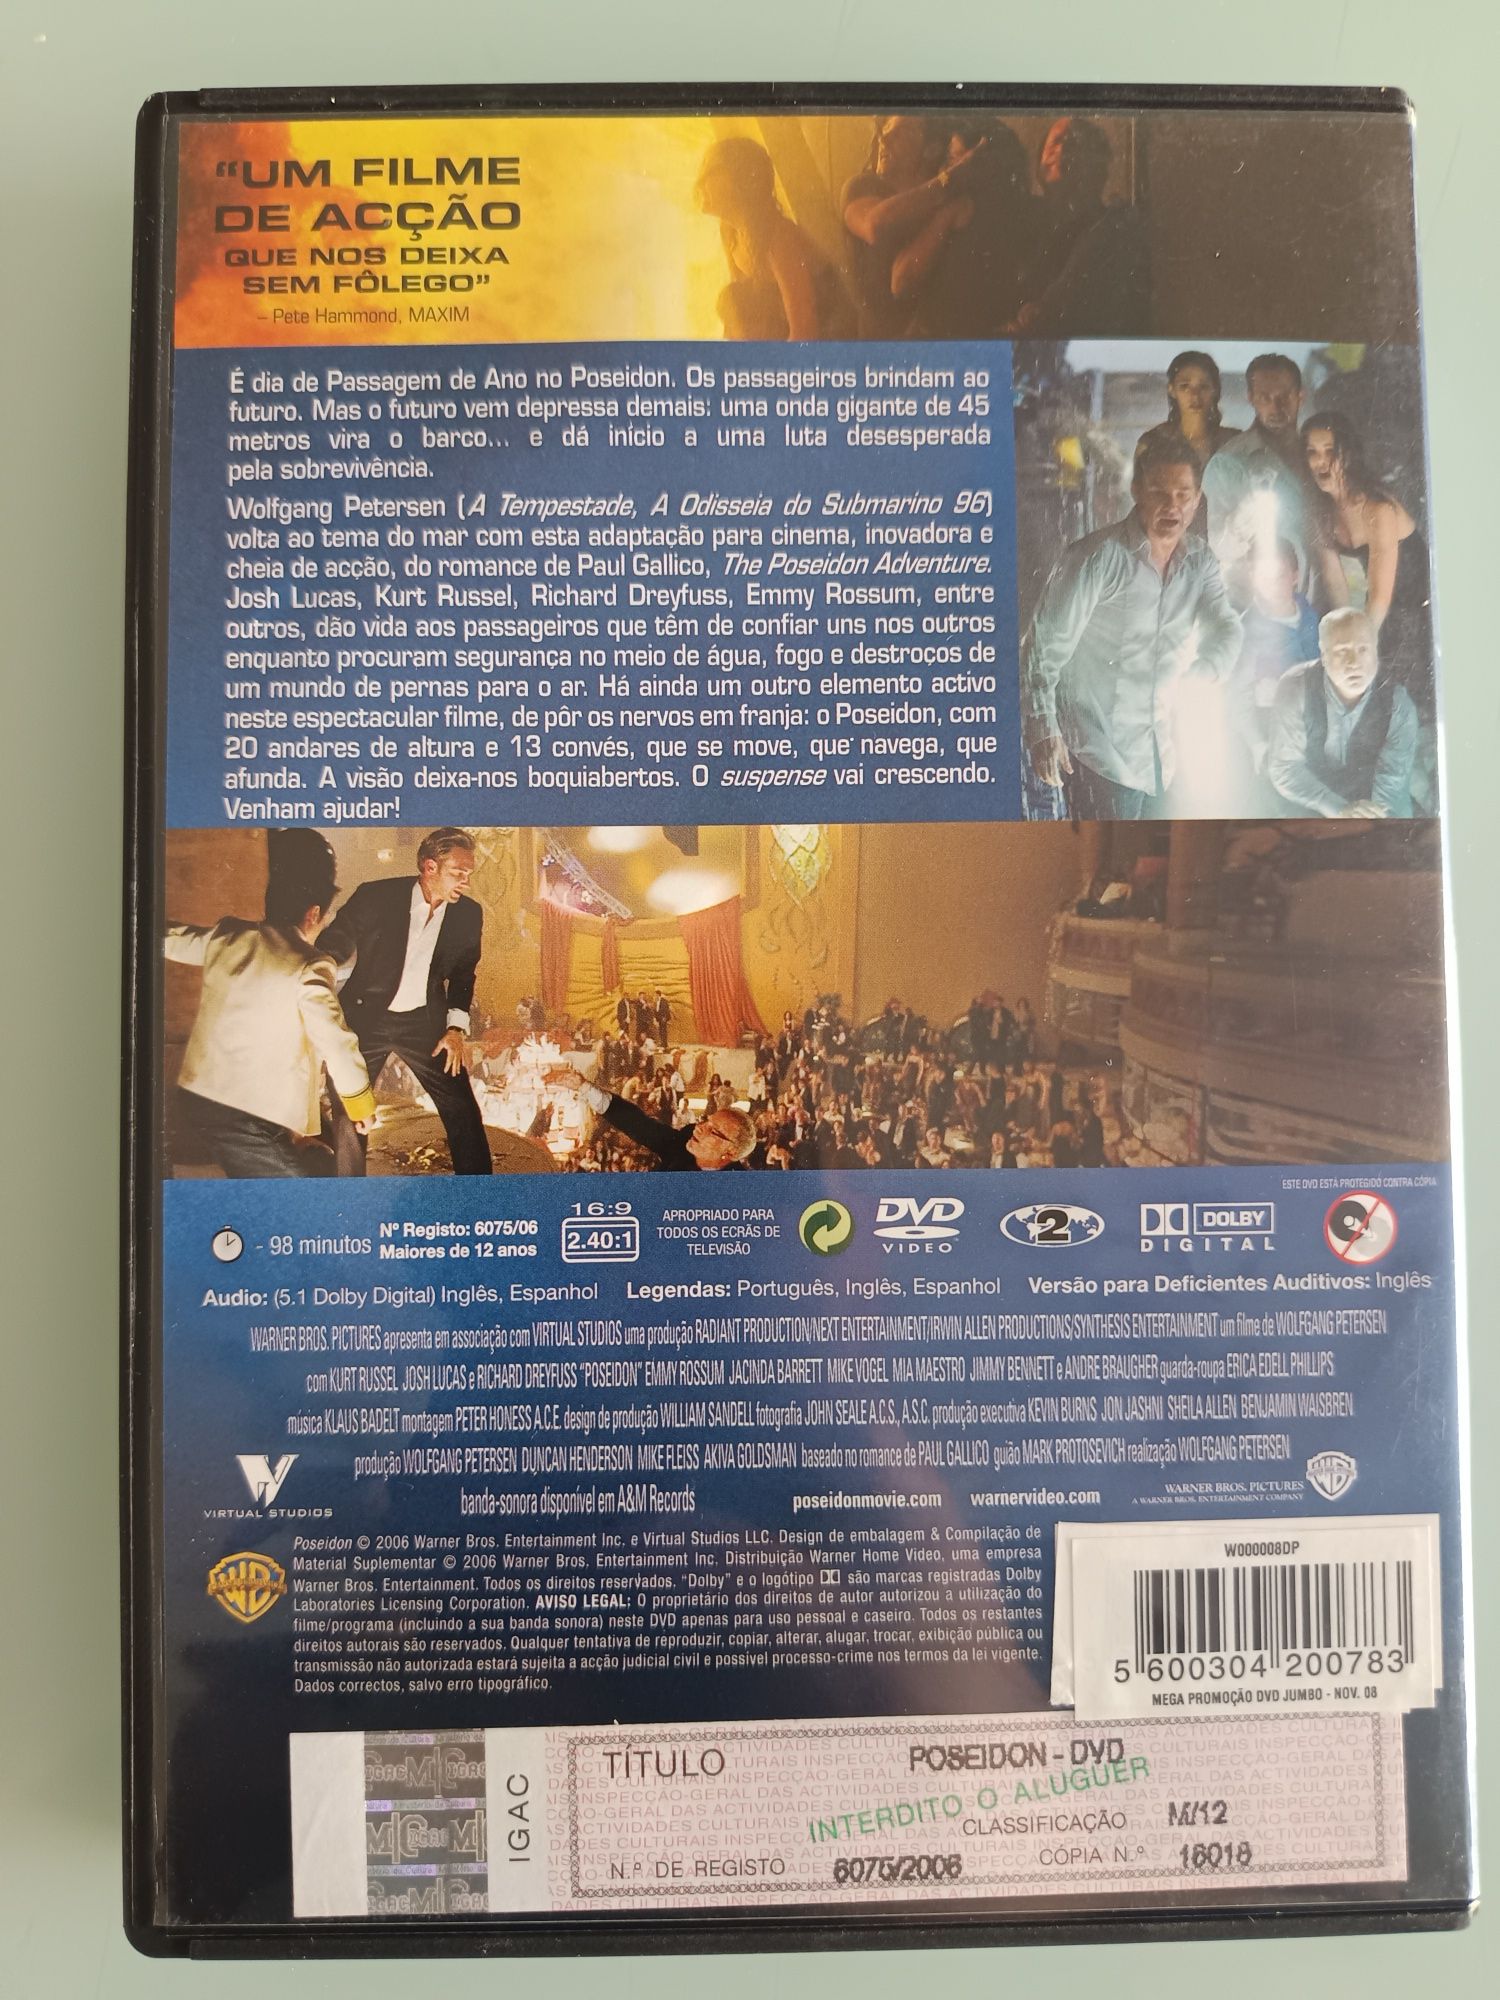 “UM FILME
DE ACÇÃO
QUE NOS DEIXA
SEM FÔLEGO”
– Pete Hammond, MAXIM
É dia de Passagem de Ano no Poseidon. Os passageiros brindam ao
futuro. Mas o futuro vem depressa demais: uma onda gigante de 45
metros vira o barco... e dá início a uma luta desesperada
pela sobrevivência.
Wolfgang Petersen (A Tempestade, A Odisseia do Submarino 96)
volta ao tema do mar com esta adaptação para cinema, inovadora e
cheia de acção, do romance de Paul Gallico, The Poseidon Adventure.
Josh Lucas, Kurt Russel, Richard Dreyfuss, Emmy Rossum, entre
outros, dão vida aos passageiros que têm de confiar uns nos outros
enquanto procuram segurança no meio de água, fogo e destroços de
um mundo de pernas para o ar. Há ainda um outro elemento activo
neste espectacular filme, de pôr os nervos em franja: o Poseidon, com
20 andares de altura e 13 convés, que se move, que navega, que
afunda. A visão deixa-nos boquiabertos. O suspense vai crescendo.
Venham ajudar!
ESTE DVD ESTÁ PROTEGIDO CONTRA CÓPIA
- 98 minutos
Nº Registo: 6075/06
Maiores de 12 anos
16:9
2.40:1
APROPRIADO PARA
TODOS OS ECRÃS DE
TELEVISÃO
DVD
VIDEO
2
DOLBY
DIGITAL
Audio: (5.1 Dolby Digital) Inglês, Espanhol Legendas: Português, Inglês, Espanhol Versão para Deficientes Auditivos: Inglês
WARNER BROS. PICTURES apresenta em associação com VIRTUAL STUDIOS uma produção RADIANT PRODUCTION/NEXT ENTERTAINMENT/IRWIN ALLEN PRODUCTIONS/SYNTHESIS ENTERTAINMENT um filme de WOLFGANG PETERSEN
com KURT RUSSEL JOSH LUCAS e RICHARD DREYFUSS “POSEIDON” EMMY ROSSUM JACINDA BARRETT MIKE VOGEL MIA MAESTRO JIMMY BENNETT e ANDRE BRAUGHER guarda-roupa ERICA EDELL PHILLIPS
música KLAUS BADELT montagem PETER HONESS A.C.E. design de produção WILLIAM SANDELL fotografia JOHN SEALE A.C.S., A.S.C. produção executiva KEVIN BURNS JON JASHNI SHEILA ALLEN BENJAMIN WAISBREN
produção WOLFGANG PETERSEN DUNCAN HENDERSON MIKE FLEISS AKIVA GOLDSMAN baseado no romance de PAUL GALLICO guião MARK PROTOSEVICH realização WOLFGANG PETERSEN
VIRTUAL STUDIOS
banda-sonora disponível em A&M Records
poseidonmovie.com warnervideo.com
WARNER BROS. PICTURES
A WARNER BROS. ENTERTAINMENT COMPANY
Poseidon © 2006 Warner Bros. Entertainment Inc. e Virtual Studios LLC. Design de embalagem & Compilação de
Material Suplementar © 2006 Warner Bros. Entertainment Inc. Distribuição Warner Home Video, uma empresa
Warner Bros. Entertainment. Todos os direitos reservados. “Dolby” e o logótipo são marcas registradas Dolby
Laboratories Licensing Corporation. AVISO LEGAL: O proprietário dos direitos de autor autorizou a utilização do
filme/programa (incluindo a sua banda sonora) neste DVD apenas para uso pessoal e caseiro. Todos os restantes
direitos autorais são reservados. Qualquer tentativa de reproduzir, copiar, alterar, alugar, trocar, exibição pública ou
transmissão não autorizada estará sujeita a acção judicial civil e possível processo-crime nos termos da lei vigente.
Dados correctos, salvo erro tipográfico.
W000008DP
5 600304 200783
MEGA PROMOÇÃO DVD JUMBO - NOV. 08
IGAC
TÍTULO POSEIDON - DVD
INTERDITO O ALUGUER
CLASSIFICAÇÃO M/12
N.º DE REGISTO 6075/2006 CÓPIA N.º 16018